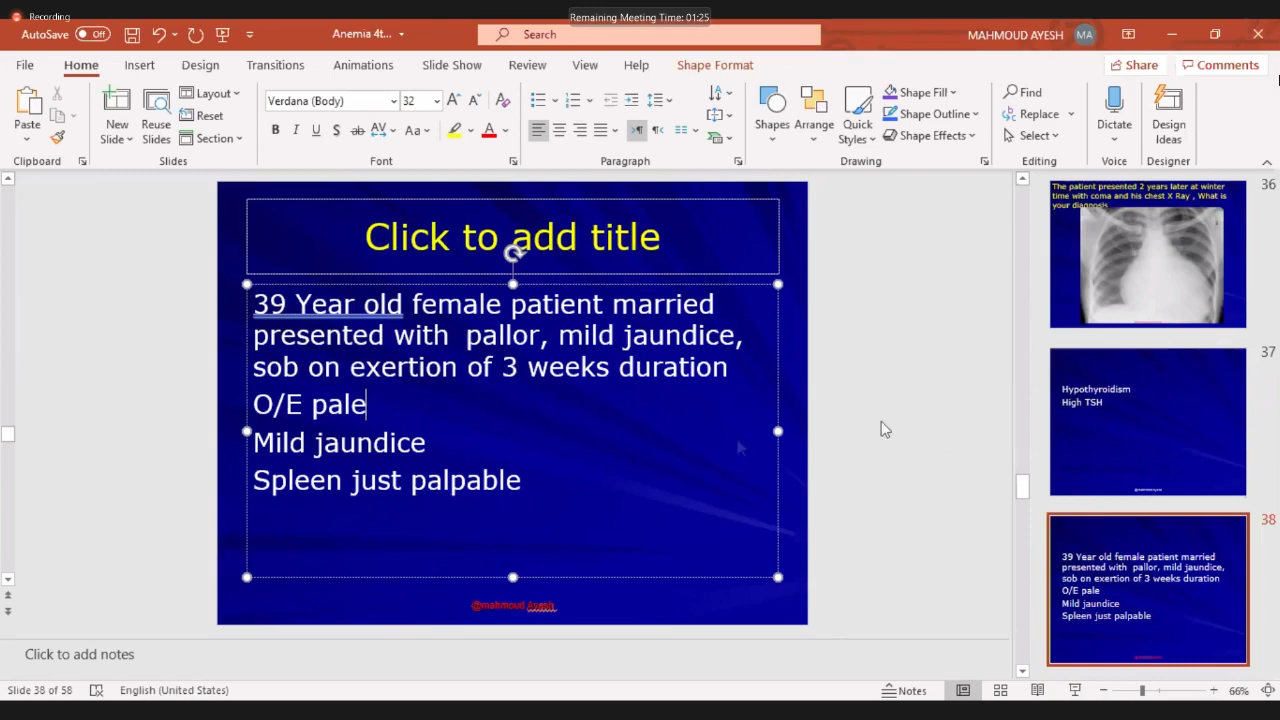 Recording
Remaining Meeting Time: 01:25
AutoSave Off
Anemia 4t...
Search
MAHMOUD AYESH MA
File Home Insert Design Transitions Animations Slide Show Review View Help Shape Format Share Comments
Paste
New Slides
Reuse Slides
Layout
Reset
Section
Verdana (Body) 32
Shapes
Arrange
Quick Styles
Shape Fill
Shape Outline
Shape Effects
Find
Replace
Select
Dictate
Design Ideas
Clipboard Slides Font Paragraph Drawing Editing Voice Designer
Click to add title
39 Year old female patient married
presented with pallor, mild jaundice,
sob on exertion of 3 weeks duration
O/E pale
Mild jaundice
Spleen just palpable
@mahmoud Ayesh
36
The patient presented 2 years later at winter
time with coma and his chest X Ray , What is
your diagnosis
37
Hypothyroidism
High TSH
38
39 Year old female patient married
presented with pallor, mild jaundice,
sob on exertion of 3 weeks duration
O/E pale
Mild jaundice
Spleen just palpable
Click to add notes
Slide 38 of 58 English (United States) Notes 66%